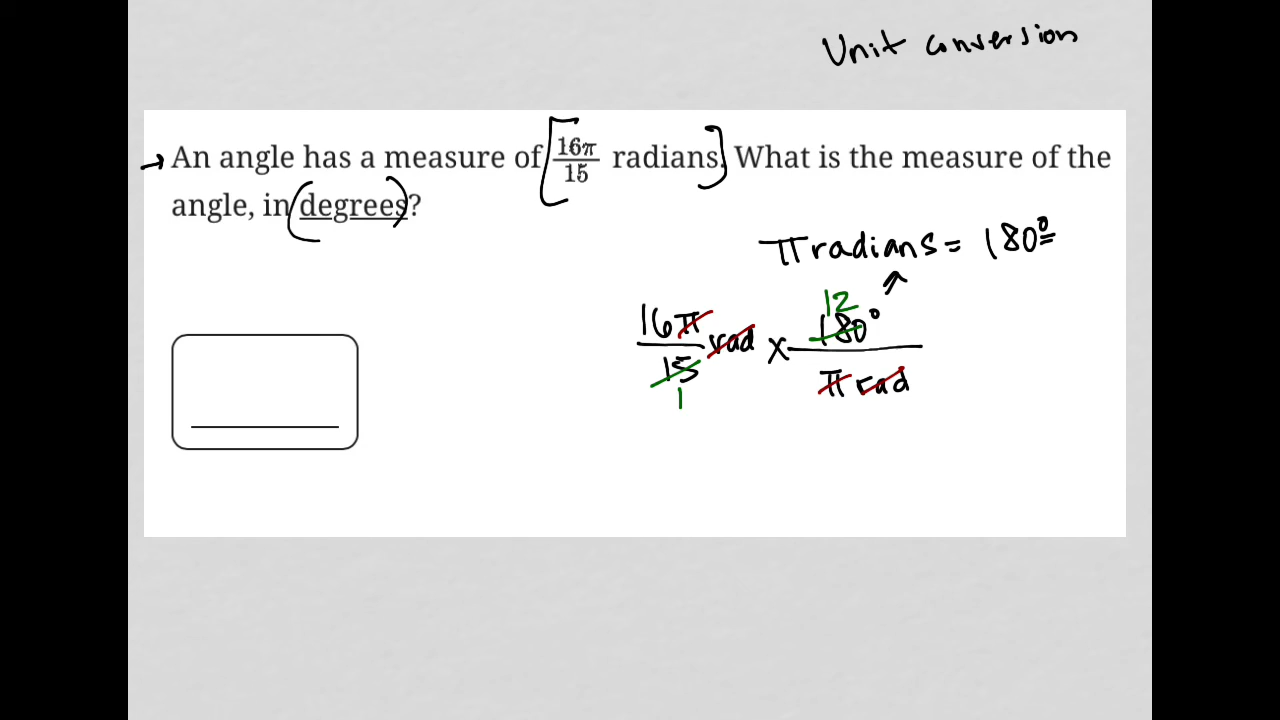 Unit conversion
→ An angle has a measure of [16π/15 radians.] What is the measure of the
angle, in (degrees)?
π radians = 180°
12
16π/15 rad × 180°/π rad
1